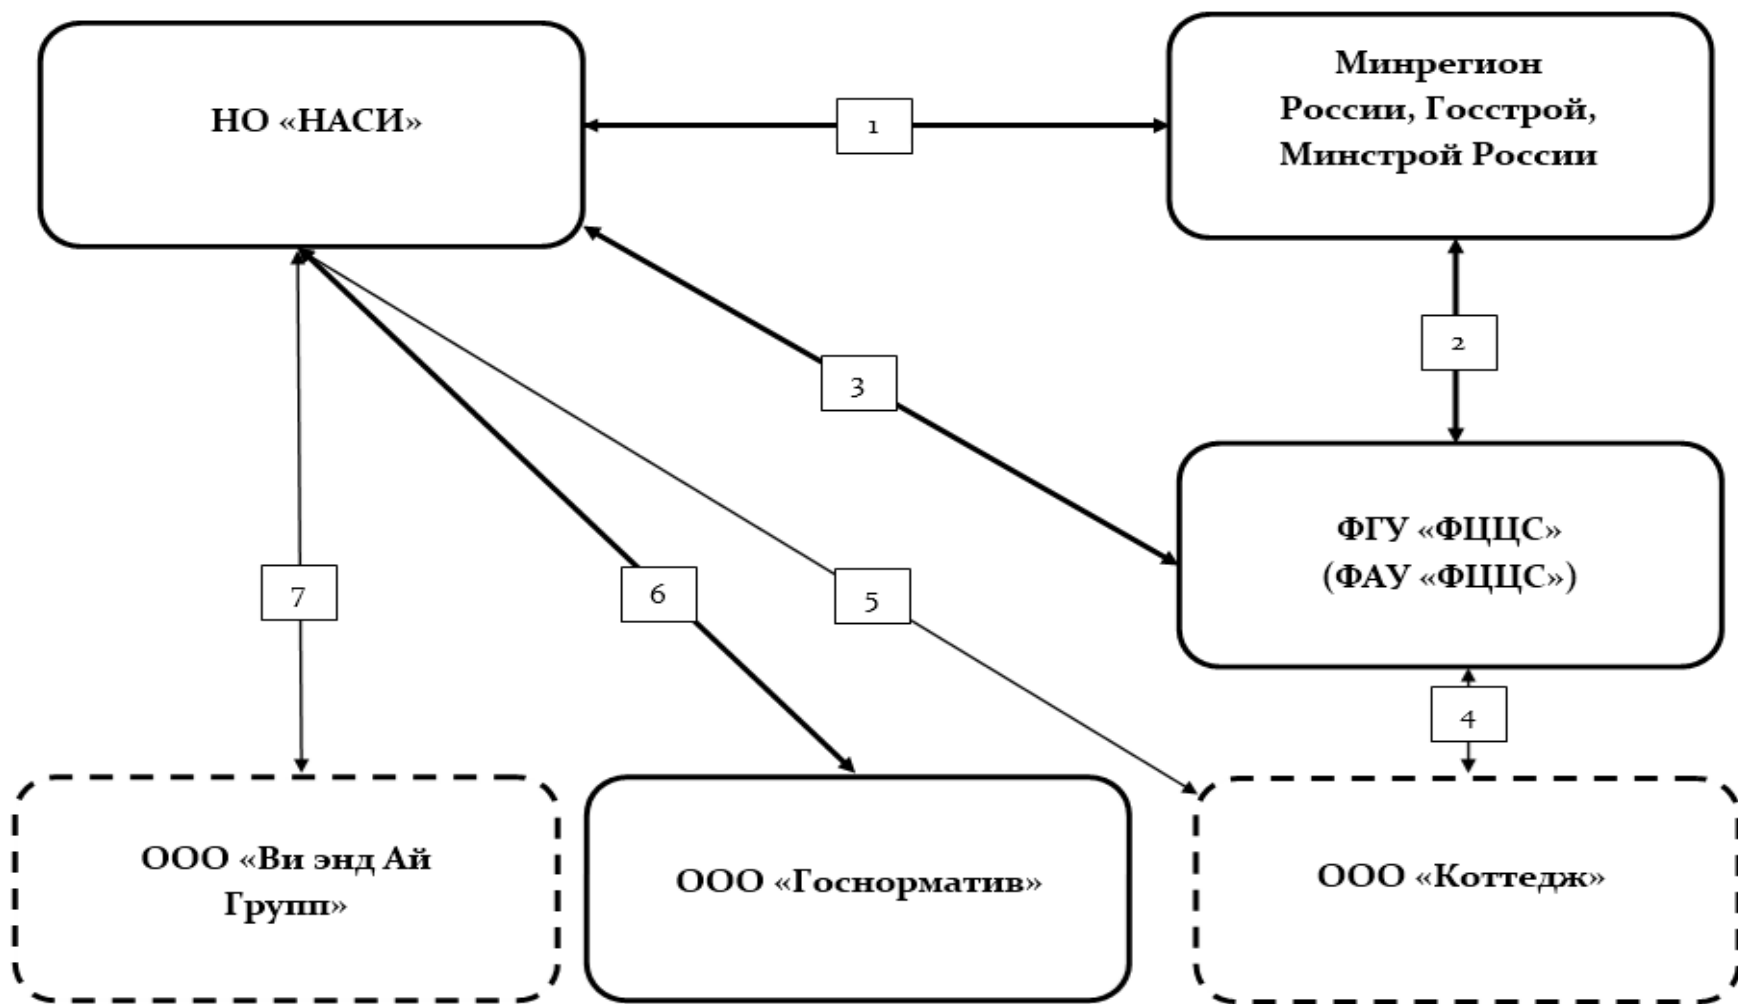 НО «НАСИ»
1
Минрегион
России, Госстрой,
Минстрой России
2
3
ФГУ «ФЦЦС»
(ФАУ «ФЦЦС»)
7
6
5
4
ООО «Ви энд Ай
Групп»
ООО «Госнорматив»
ООО «Коттедж»